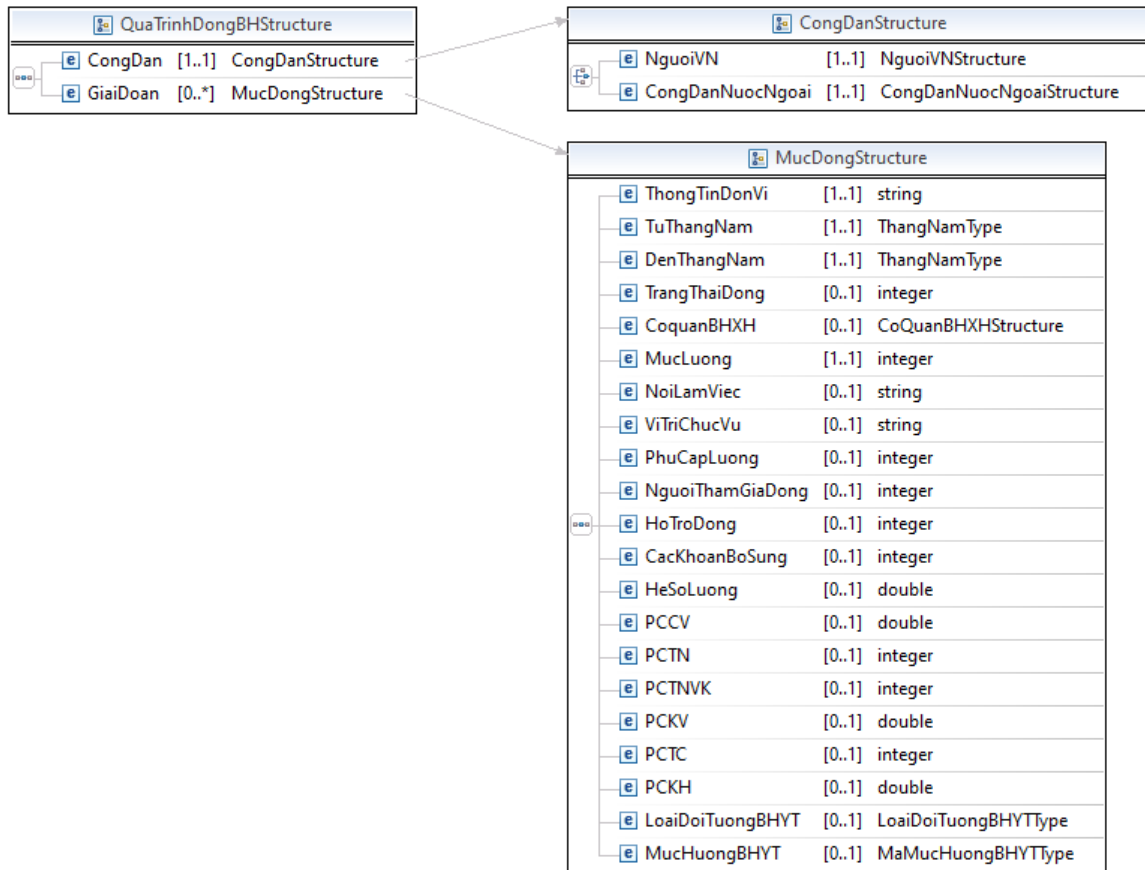 QuaTrinhDongBHStructure
e CongDan [1..1] CongDanStructure
e GiaiDoan [0..*] MucDongStructure
CongDanStructure
e NguoiVN [1..1] NguoiVNStructure
e CongDanNuocNgoai [1..1] CongDanNuocNgoaiStructure
MucDongStructure
e ThongTinDonVi [1..1] string
e TuThangNam [1..1] ThangNamType
e DenThangNam [1..1] ThangNamType
e TrangThaiDong [0..1] integer
e CoquanBHXH [0..1] CoQuanBHXHStructure
e MucLuong [1..1] integer
e NoiLamViec [0..1] string
e ViTriChucVu [0..1] string
e PhuCapLuong [0..1] integer
e NguoiThamGiaDong [0..1] integer
e HoTroDong [0..1] integer
e CacKhoanBoSung [0..1] integer
e HeSoLuong [0..1] double
e PCCV [0..1] double
e PCTN [0..1] integer
e PCTNVK [0..1] integer
e PCKV [0..1] double
e PCTC [0..1] integer
e PCKH [0..1] double
e LoaiDoiTuongBHYT [0..1] LoaiDoiTuongBHYTType
e MucHuongBHYT [0..1] MaMucHuongBHYTType